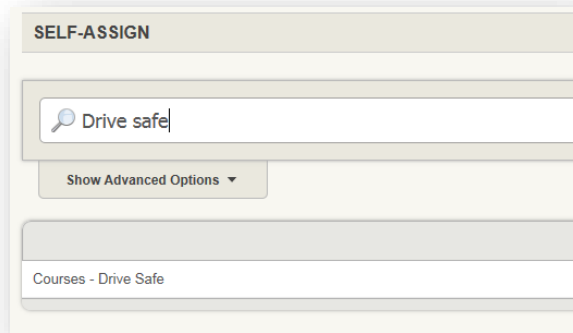 SELF-ASSIGN
Drive safe
Show Advanced Options
Courses - Drive Safe